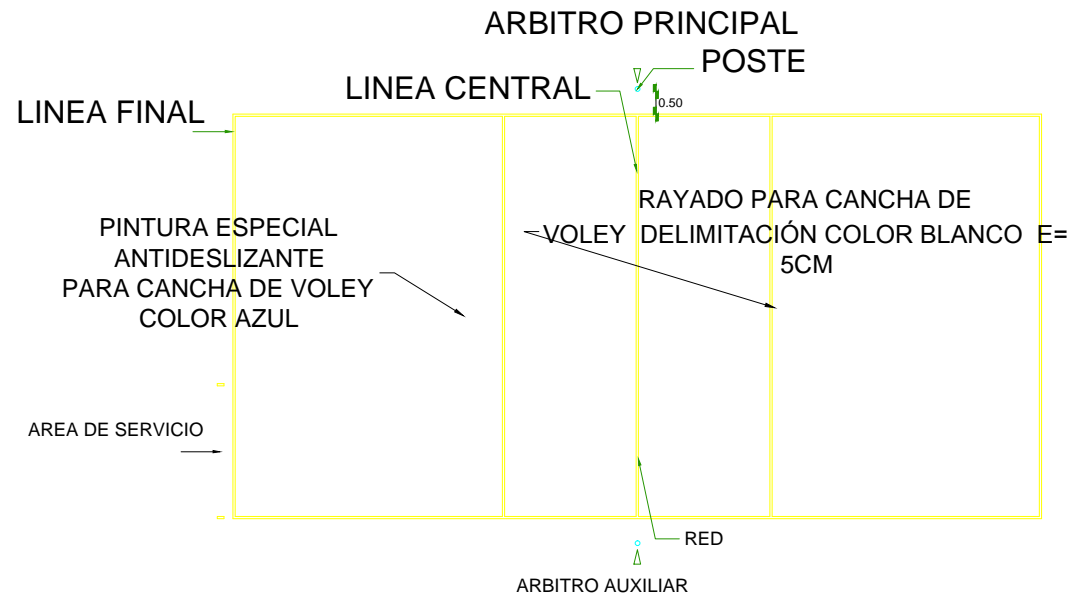 ARBITRO PRINCIPAL
POSTE
LINEA CENTRAL
0.50
LINEA FINAL
RAYADO PARA CANCHA DE
VOLEY DELIMITACIÓN COLOR BLANCO E=
5CM
PINTURA ESPECIAL
ANTIDESLIZANTE
PARA CANCHA DE VOLEY
COLOR AZUL
AREA DE SERVICIO
RED
ARBITRO AUXILIAR